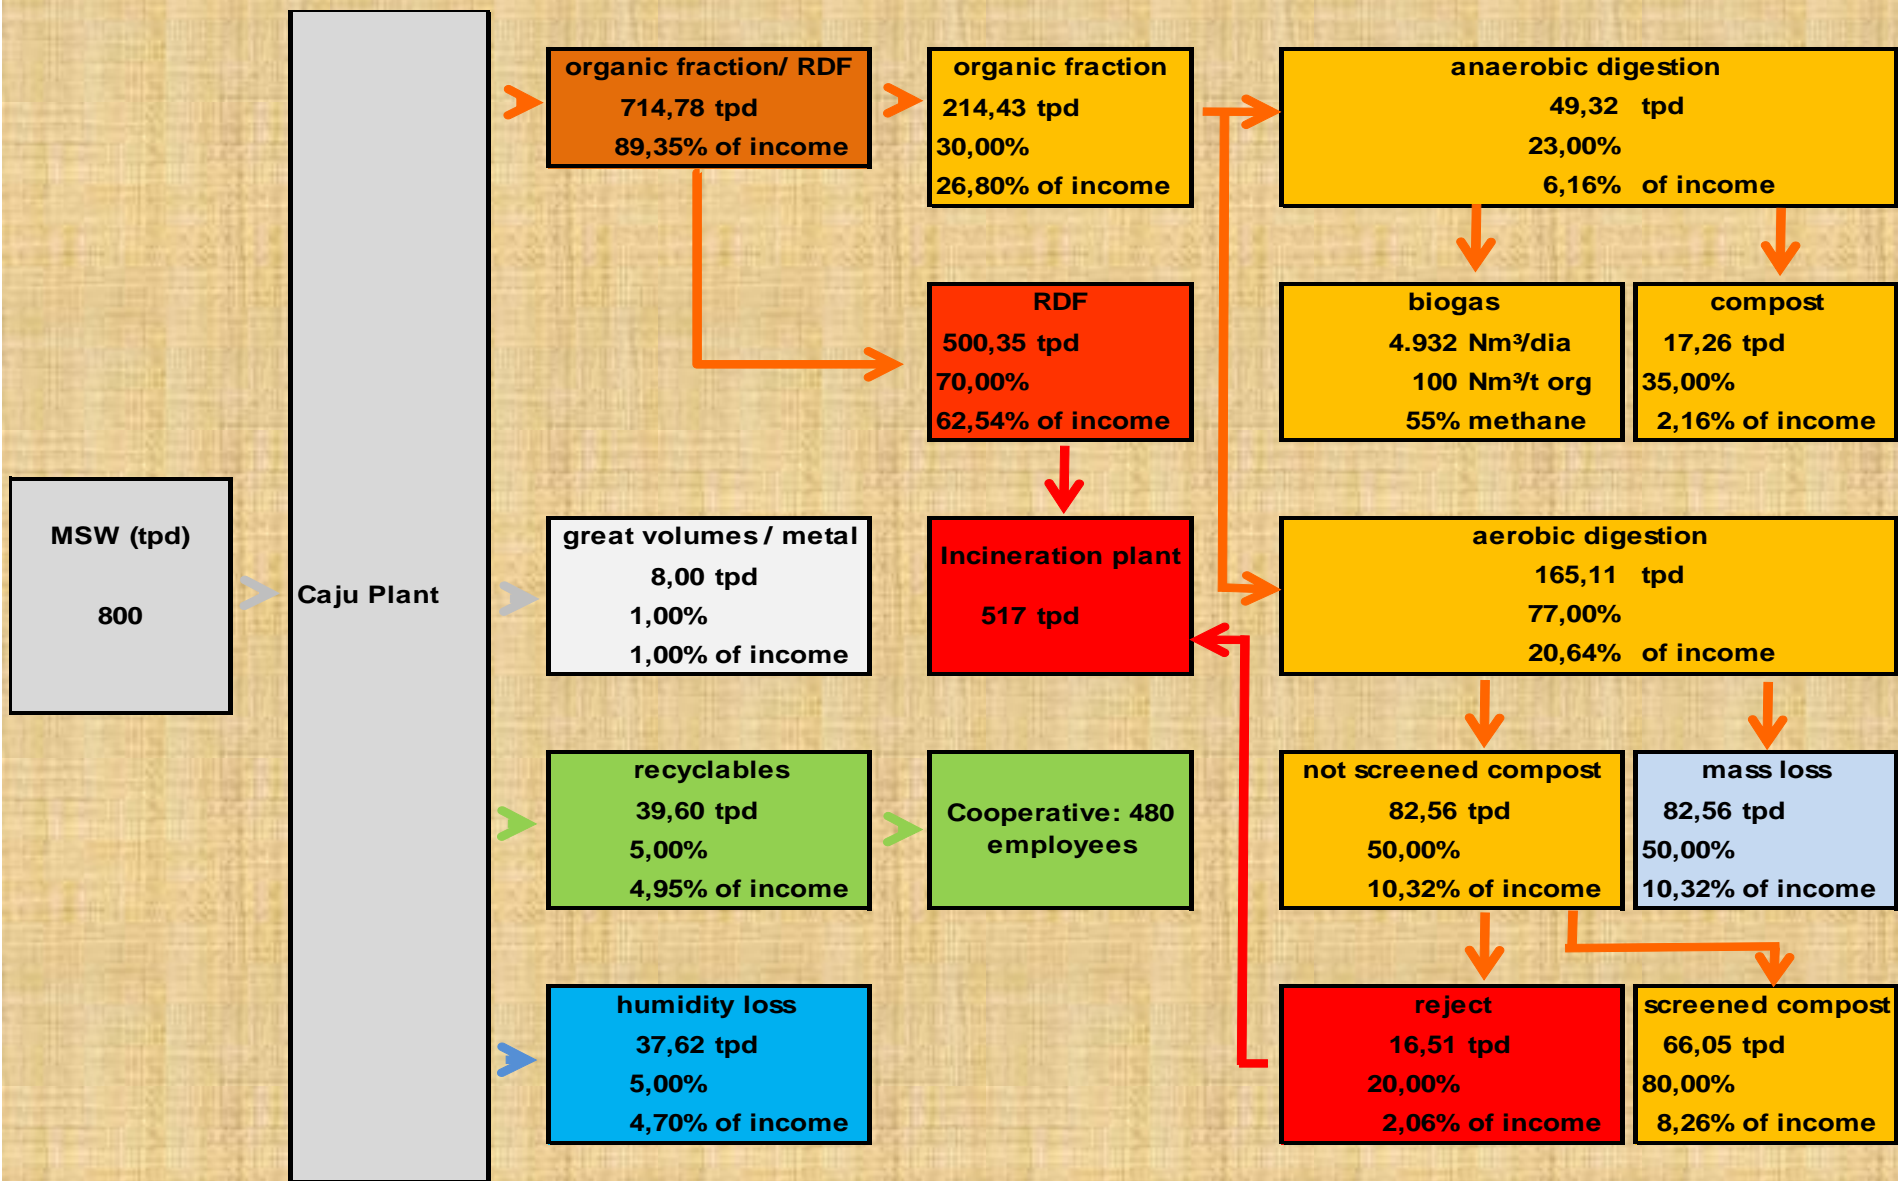 MSW (tpd)
800
Caju Plant
organic fraction/ RDF
714,78 tpd
89,35% of income
organic fraction
214,43 tpd
30,00%
26,80% of income
anaerobic digestion
49,32 tpd
23,00%
6,16% of income
RDF
500,35 tpd
70,00%
62,54% of income
biogas
4.932 Nm³/dia
100 Nm³/t org
55% methane
compost
17,26 tpd
35,00%
2,16% of income
great volumes / metal
8,00 tpd
1,00%
1,00% of income
Incineration plant
517 tpd
aerobic digestion
165,11 tpd
77,00%
20,64% of income
recyclables
39,60 tpd
5,00%
4,95% of income
Cooperative: 480
employees
not screened compost
82,56 tpd
50,00%
10,32% of income
mass loss
82,56 tpd
50,00%
10,32% of income
humidity loss
37,62 tpd
5,00%
4,70% of income
reject
16,51 tpd
20,00%
2,06% of income
screened compost
66,05 tpd
80,00%
8,26% of income